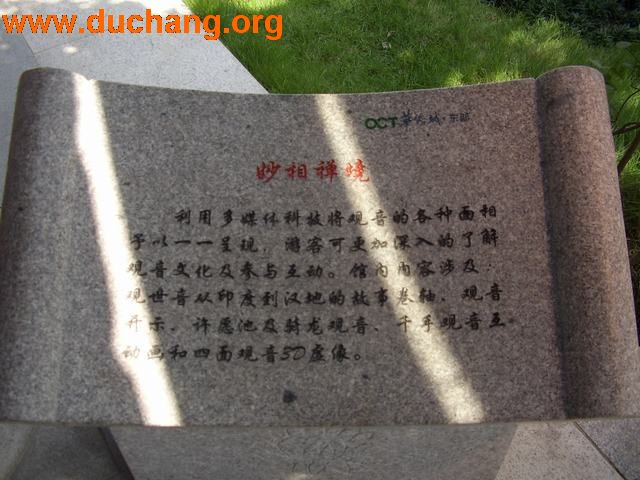 www.duchang.org
OCT华侨城·东部
妙相禅境
利用多媒体科技将观音的各种面相
予以一一呈现，游客可更加深入的了解
观音文化及参与互动。馆内内容涉及：
观世音从印度到汉地的故事卷轴、观音
开示、许愿池及骑龙观音、千手观音互
动画和四面观音3D虚像。